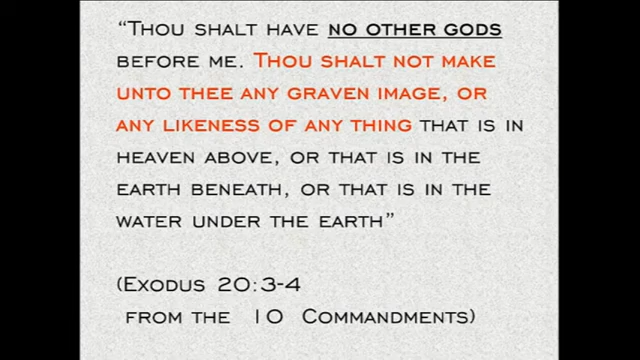 “Thou shalt have no other gods
before me. Thou shalt not make
unto thee any graven image, or
any likeness of any thing that is in
heaven above, or that is in the
earth beneath, or that is in the
water under the earth”
(Exodus 20:3-4
from the 10 Commandments)